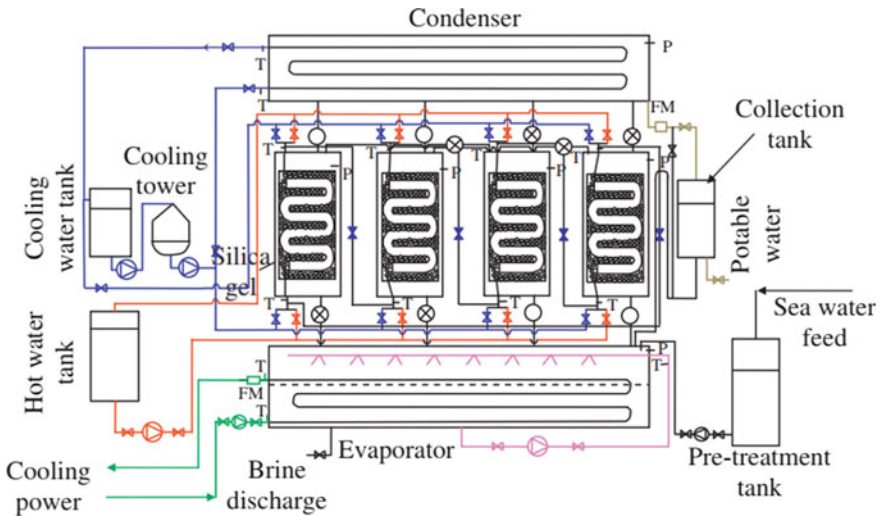 Condenser
P
T
T
FM
Collection
tank
Cooling
tower
Cooling
water tank
T
T
T
T
P
P
P
P
Silica
gel
Potable
water
T
T
T
T
Hot water
tank
Sea water
feed
P
T
T
FM
T
Cooling
power
Brine
discharge
Evaporator
Pre-treatment
tank